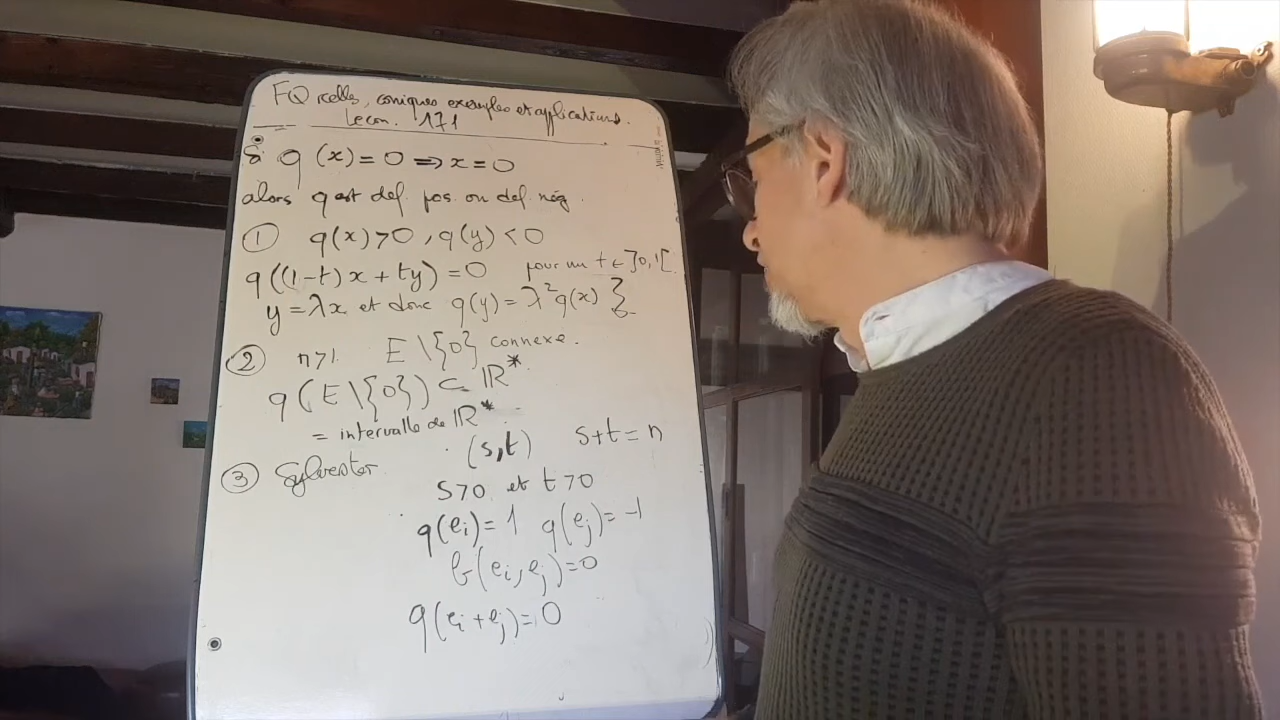 FQ réelles, coniques exemples et applications.
Leçon. 171
Si q(x)=0 ⇒ x=0
alors q est def. pos. ou def. nég.
① q(x)>0, q(y)<0
q((1-t)x+ty)=0 pour un t ∈ ]0,1[.
y=λx et donc q(y)=λ²q(x) }
② n>1. E\{0} connexe.
q(E\{0}) ⊂ ℝ*
= intervalle de ℝ*
③ Sylvester (s,t) s+t=n
s>0 et t>0
q(eᵢ)=1 q(eⱼ)=-1
b(eᵢ,eⱼ)=0
q(eᵢ+eⱼ)=0